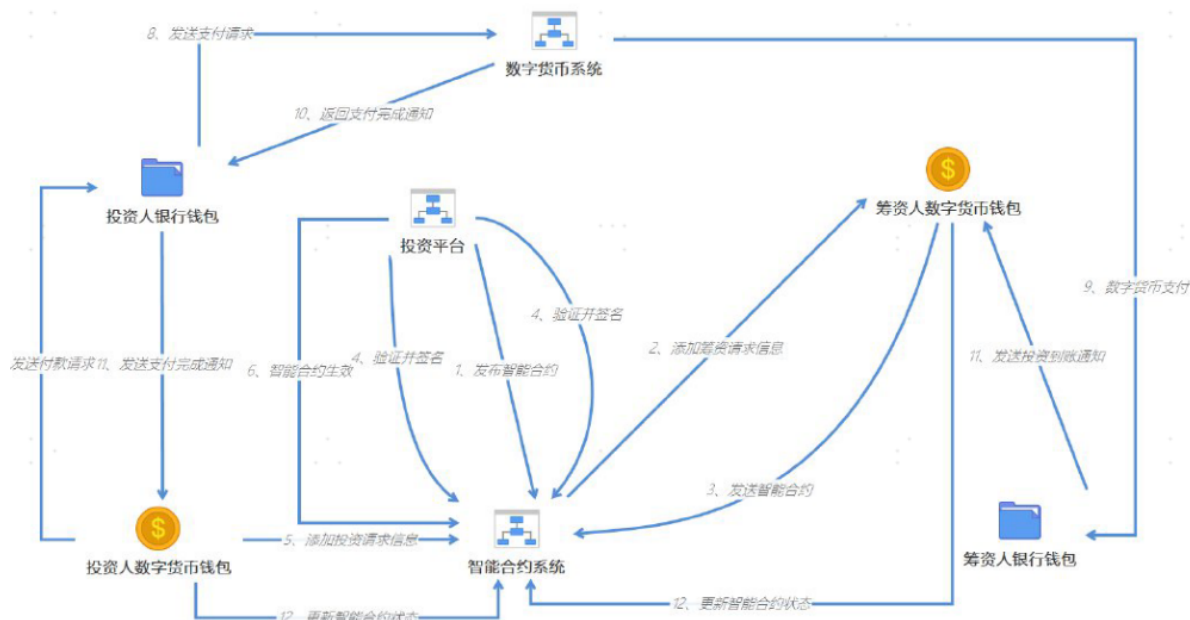 8、发送支付请求
数字货币系统
10、返回支付完成通知
投资人银行钱包
投资平台
筹资人数字货币钱包
9、数字货币支付
4、验证并签名
2、添加筹资请求信息
11、发送投资到账通知
发送付款请求
11、发送支付完成通知
6、智能合约生效
4、验证并签名
1、发布智能合约
3、发送智能合约
投资人数字货币钱包
5、添加投资请求信息
智能合约系统
筹资人银行钱包
12、更新智能合约状态
12、更新智能合约状态